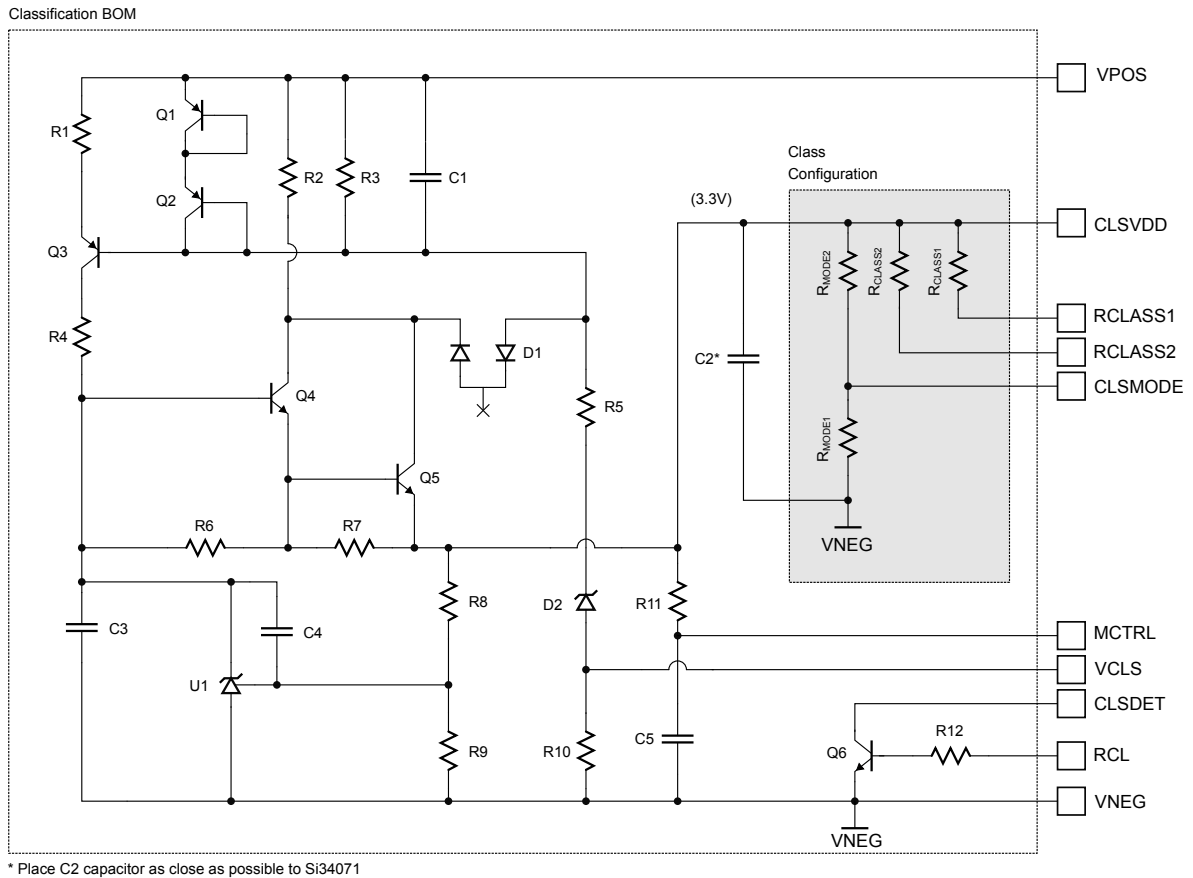 Classification BOM
VPOS
Q1
R1
Class
Configuration
R2
R3
C1
(3.3V)
Q2
CLSVDD
Q3
RMODE2
RCLASS2
RCLASS1
RCLASS1
R4
D1
C2*
RCLASS2
CLSMODE
Q4
R5
RMODE1
Q5
R6
R7
VNEG
R8
D2
R11
C3
C4
MCTRL
VCLS
U1
CLSDET
R12
R9
R10
C5
Q6
RCL
VNEG
VNEG
* Place C2 capacitor as close as possible to Si34071